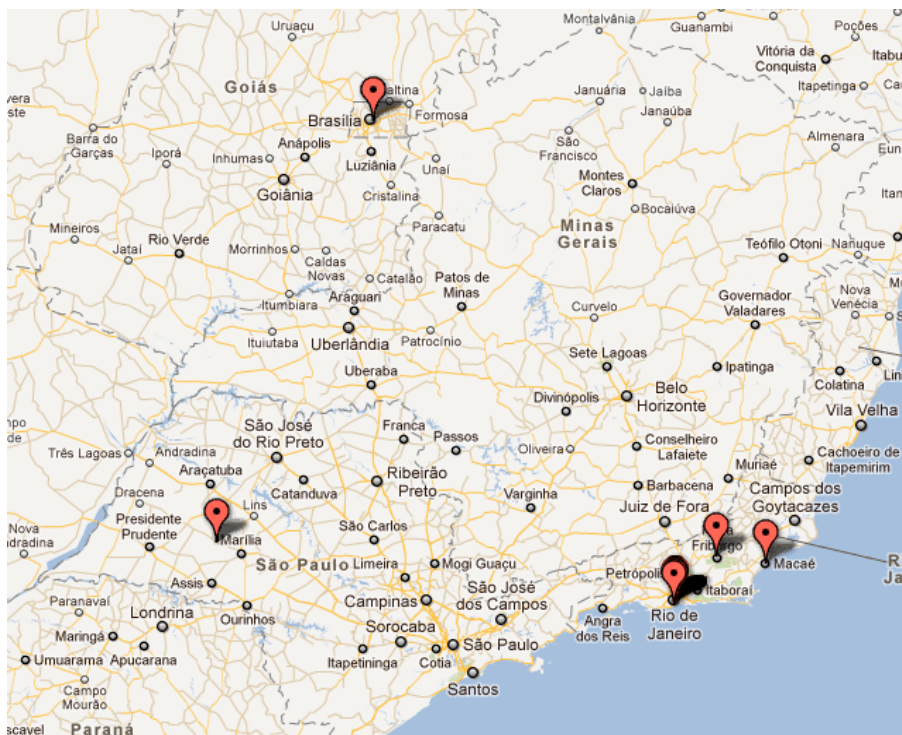 Montalvânia
Guanambi
Poções
Uruaçu
Vitória da
Conquista
Itabu
Goiás
altina
Formosa
Januária
Jaíba
Janaúba
Itapetinga
Brasília
vera
este
Barra do
Garças
Anápolis
Inhumas
Iporá
Luziânia
Unaí
São
Francisco
Almenara
Goiânia
Cristalina
Montes
Claros
Bocaiúva
Paracatu
Minas
Gerais
Mineiros
Jataí
Rio Verde
Morrinhos
Caldas
Novas
Catalão
Teófilo Otoni
Nanuque
Itumbiara
Araguari
Patos de
Minas
Curvelo
Governador
Valadares
Nova
Venécia
Ituiutaba
Uberlândia
Patrocínio
Sete Lagoas
Ipatinga
Colatina
Lin
Uberaba
Divinópolis
Belo
Horizonte
Vila Velha
São José
do Rio Preto
Franca
Passos
Oliveira
Conselheiro
Lafaiete
Cachoeiro de
Itapemirim
Três Lagoas
Andradina
Araçatuba
Catanduva
Ribeirão
Preto
Varginha
Barbacena
Muriaé
Campos dos
Goytacazes
Dracena
Lins
Presidente
Prudente
Marília
São Carlos
Juiz de Fora
Friburgo
Macaé
Nova
Andradina
São Paulo
Limeira
Mogi Guaçu
Petrópolis
Itaboraí
Assis
Ourinhos
Campinas
São José
dos Campos
Angra
dos Reis
Rio de
Janeiro
Paranavaí
Londrina
Maringá
Sorocaba
São Paulo
Umuarama
Apucarana
Itapetininga
Cotia
Campo
Mourão
Santos
scavel
Paraná